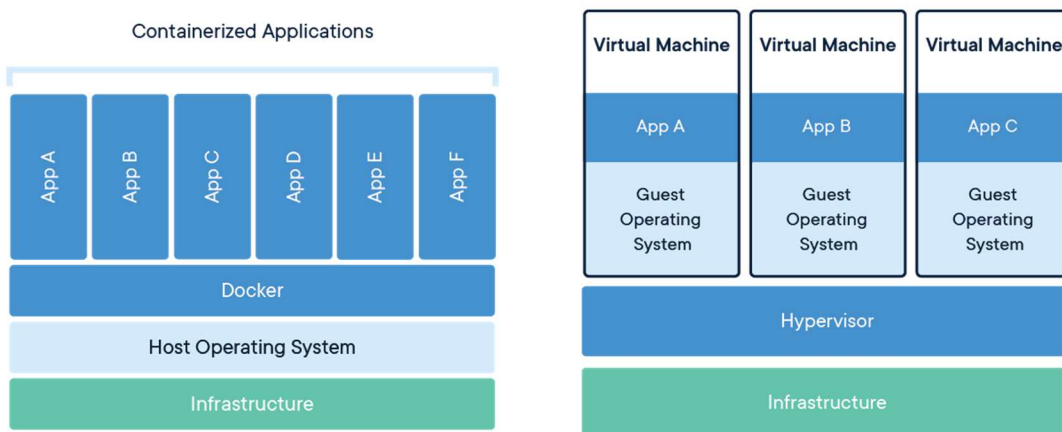 Containerized Applications
App A
App B
App C
App D
App E
App F
Docker
Host Operating System
Infrastructure
Virtual Machine
App A
Guest
Operating
System
Virtual Machine
App B
Guest
Operating
System
Virtual Machine
App C
Guest
Operating
System
Hypervisor
Infrastructure